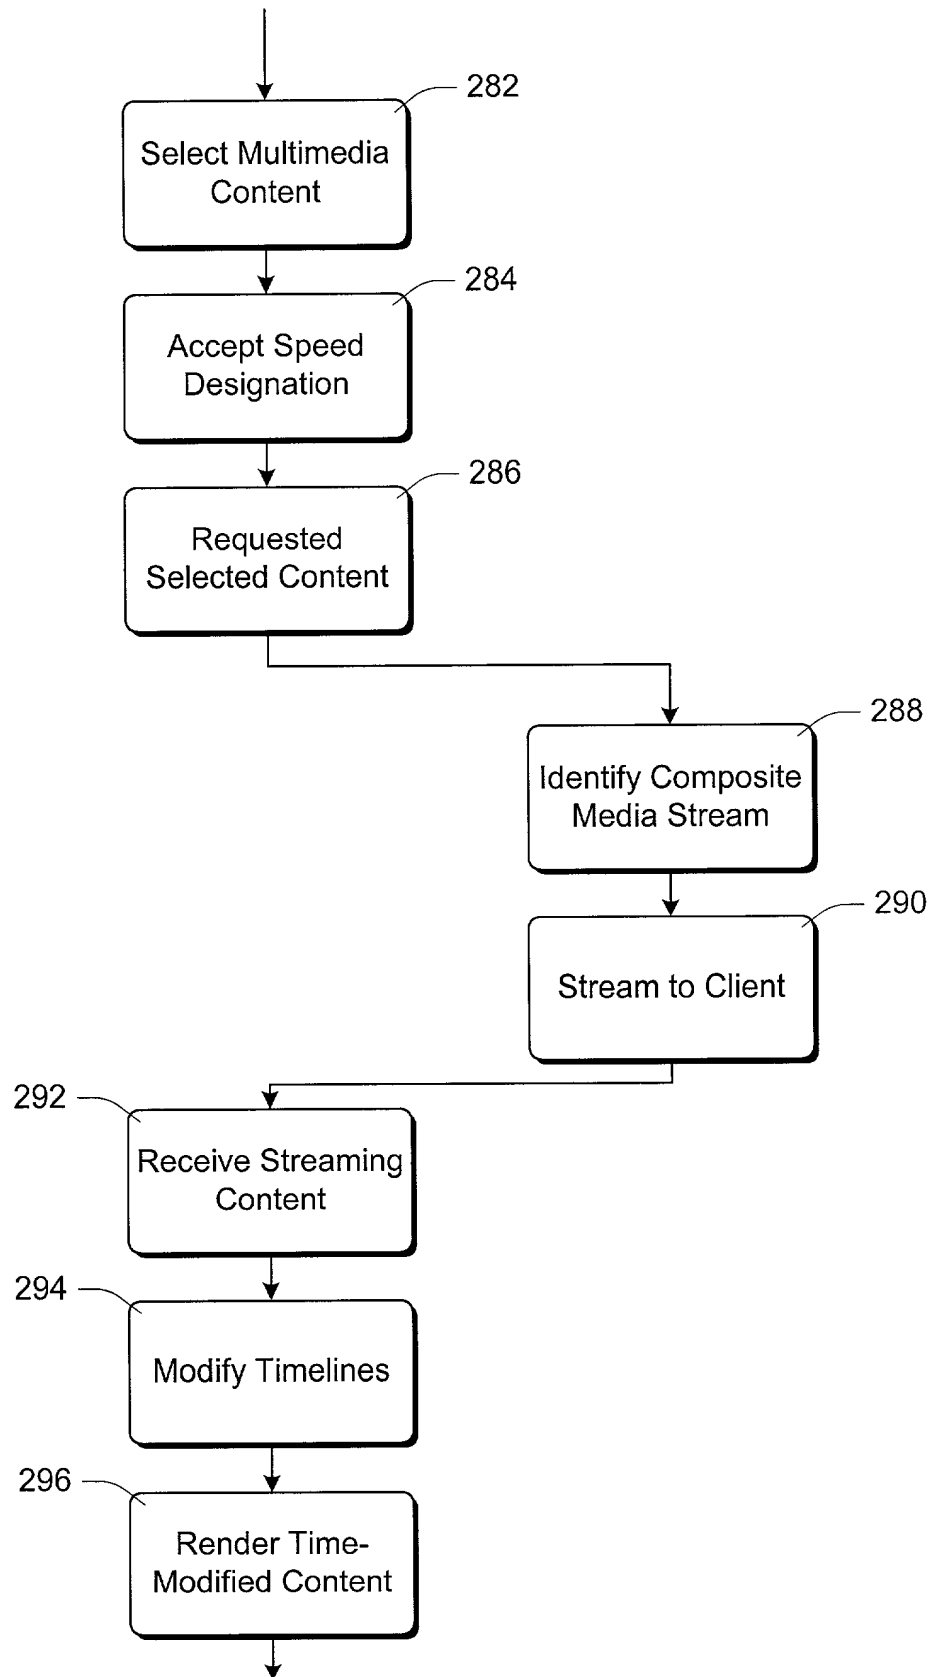 282
Select Multimedia
Content
284
Accept Speed
Designation
286
Requested
Selected Content
288
Identify Composite
Media Stream
290
Stream to Client
292
Receive Streaming
Content
294
Modify Timelines
296
Render Time-
Modified Content